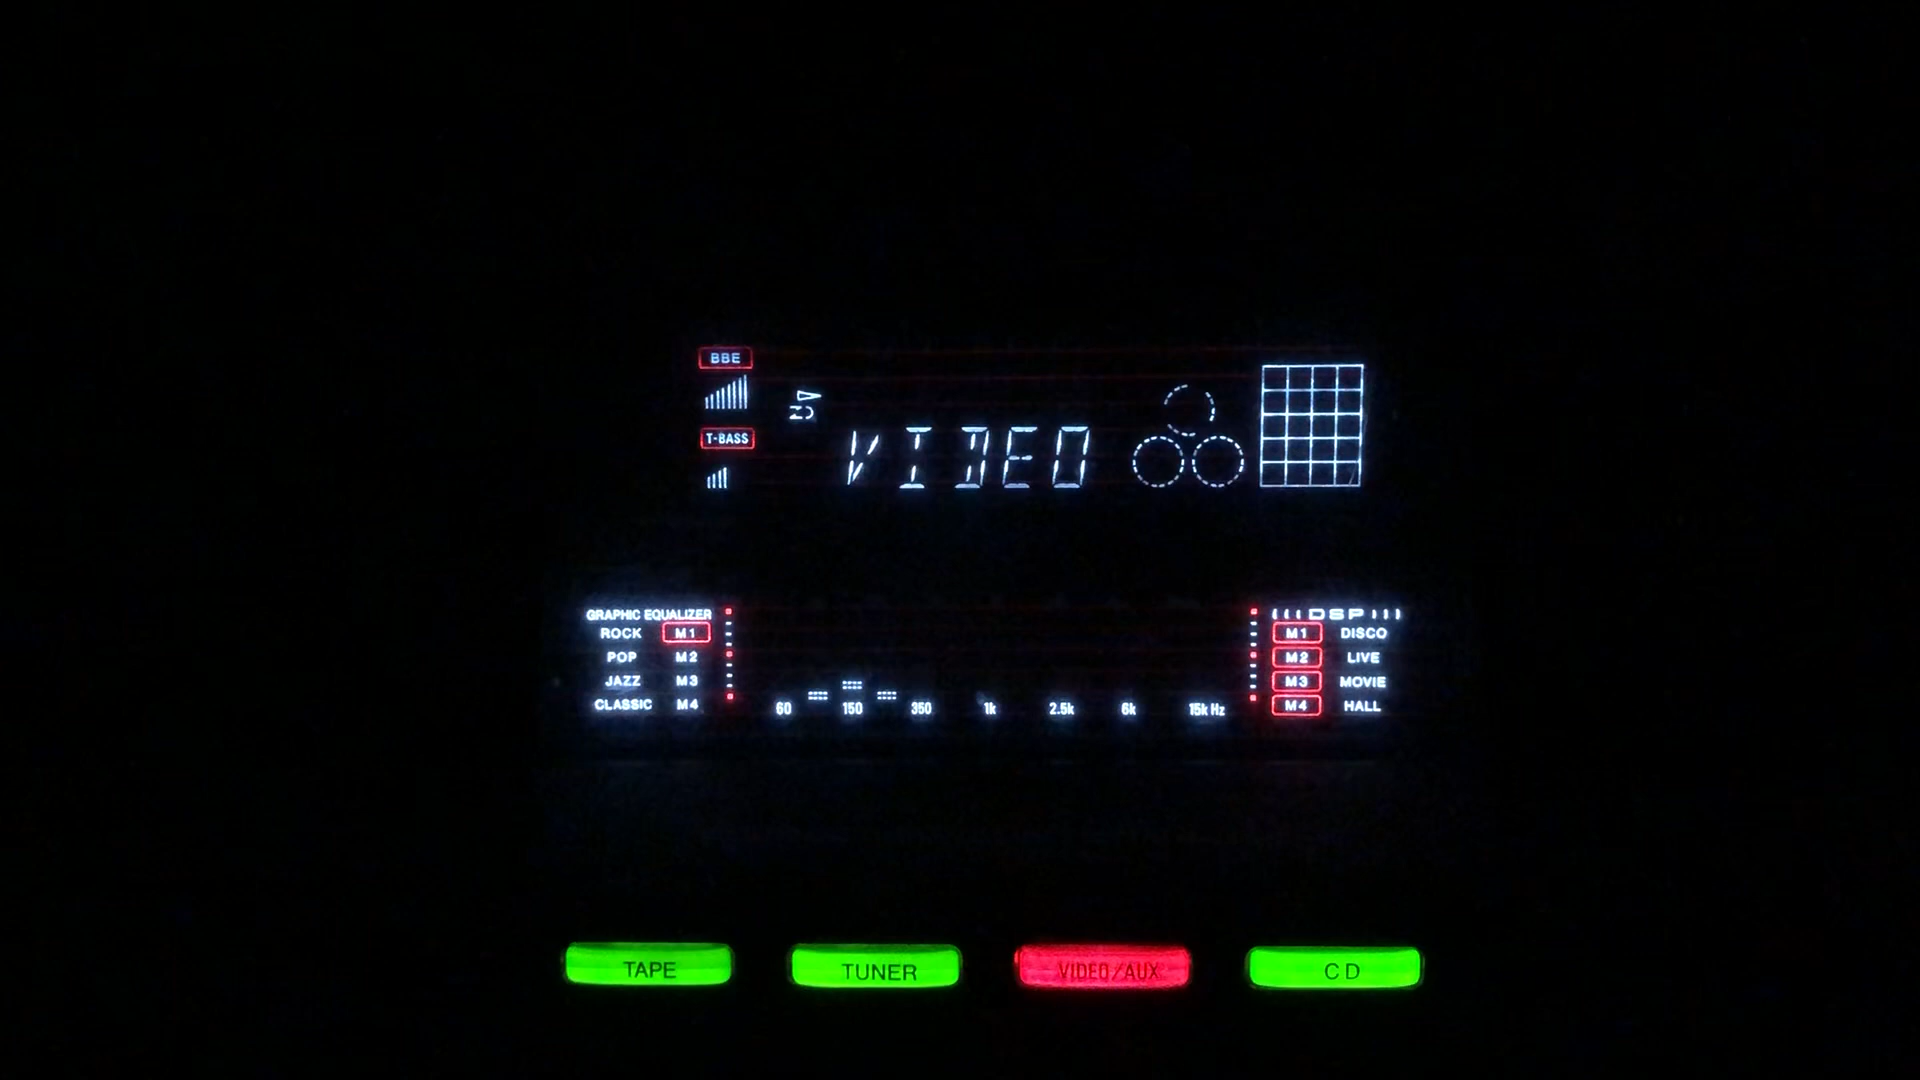 BBE
T-BASS
VIDEO
GRAPHIC EQUALIZER
ROCK M1
POP M2
JAZZ M3
CLASSIC M4
60 150 350 1k 2.5k 6k 15k Hz
DSP
M1 DISCO
M2 LIVE
M3 MOVIE
M4 HALL
TAPE
TUNER
VIDEO/AUX
CD